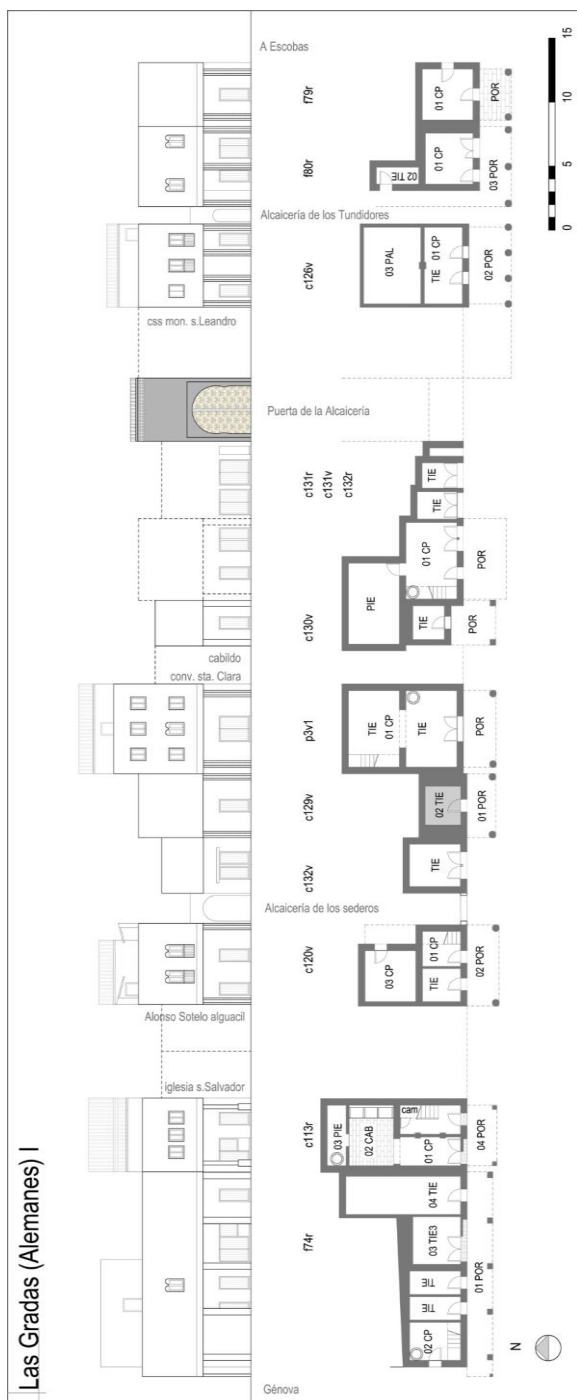 Las Gradas (Alemanes) I
A Escobas
f79r
01 CP
POR
f80r
02 TIE
01 CP
03 POR
Alcaicería de los Tundidores
c126v
03 PAL
01 CP
TIE
02 POR
css mon. s.Leandro
Puerta de la Alcaicería
c131r
c131v
c132r
TIE
TIE
01 CP
POR
PIE
c130v
TIE
POR
cabildo
conv. sta. Clara
p3v1
TIE
01 CP
TIE
POR
c129v
02 TIE
01 POR
c132v
TIE
Alcaicería de los sederos
c120v
03 CP
01 CP
TIE
02 POR
Alonso Sotelo alguacil
iglesia s.Salvador
c113r
03 PIE
02 CAB
cam
01 CP
04 POR
f74r
04 TIE
03 TIE3
TIE
TIE
02 CP
01 POR
Génova
N
0
5
10
15